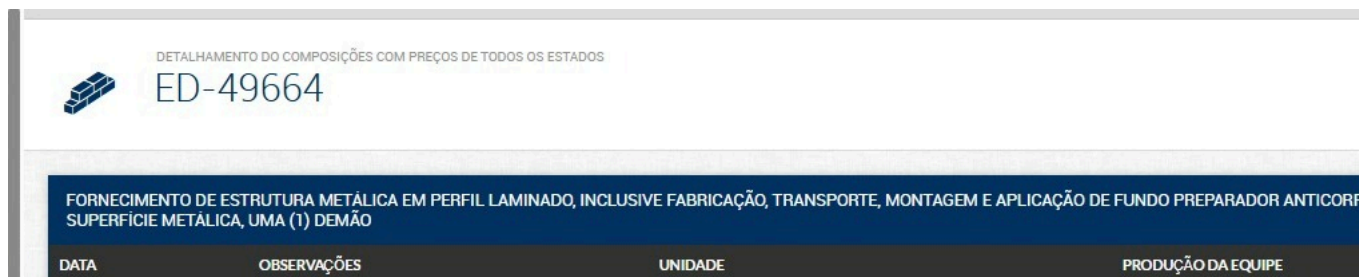 DETALHAMENTO DO COMPOSIÇÕES COM PREÇOS DE TODOS OS ESTADOS
ED-49664
FORNECIMENTO DE ESTRUTURA METÁLICA EM PERFIL LAMINADO, INCLUSIVE FABRICAÇÃO, TRANSPORTE, MONTAGEM E APLICAÇÃO DE FUNDO PREPARADOR
SUPERFÍCIE METÁLICA, UMA (1) DEMÃO
DATA OBSERVAÇÕES UNIDADE PRODUÇÃO DA EQUIPE